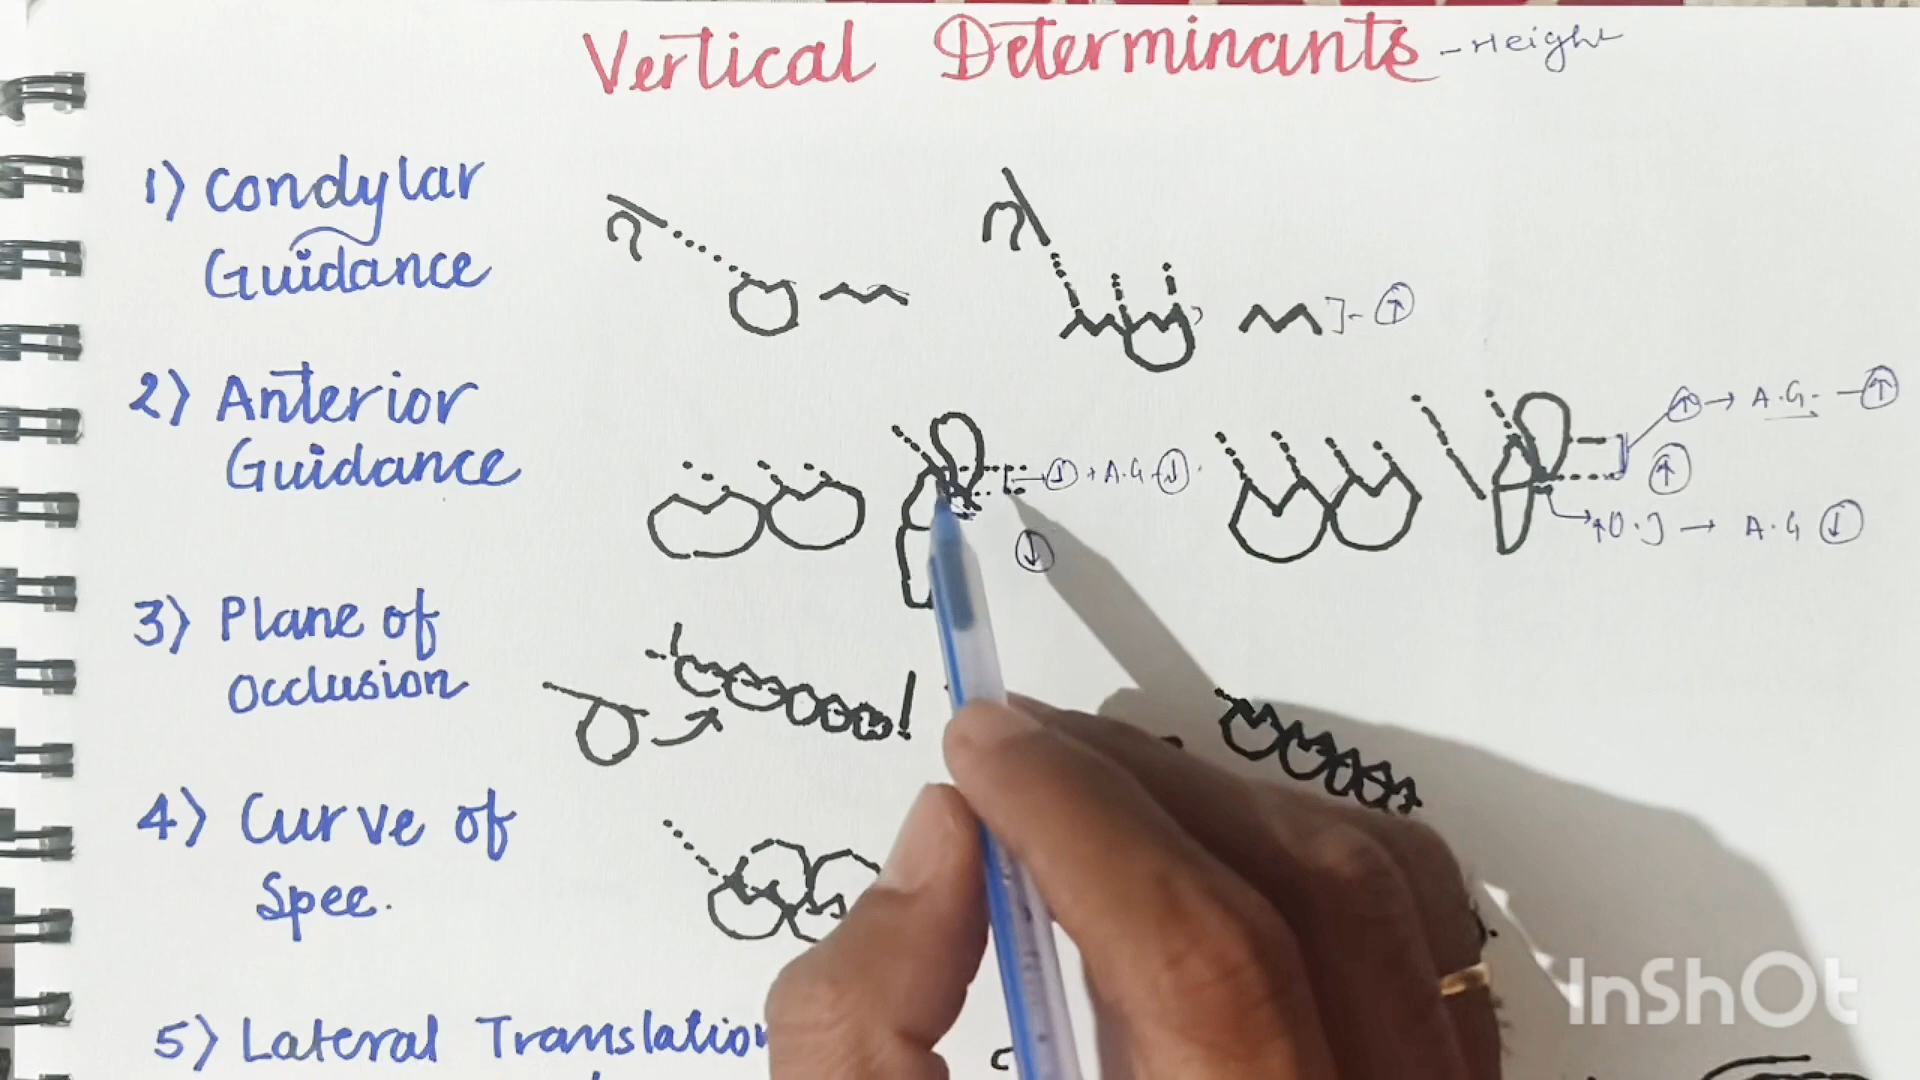 Vertical Determinants - Height
1) Condylar
Guidance
↑
2) Anterior
Guidance
↓ + A.G - ↓
↓
↑ → A.G. - ↑
↑
↑O.J → A.G ↓
3) Plane of
occlusion
4) Curve of
Spee.
5) Lateral Translation
InShOt